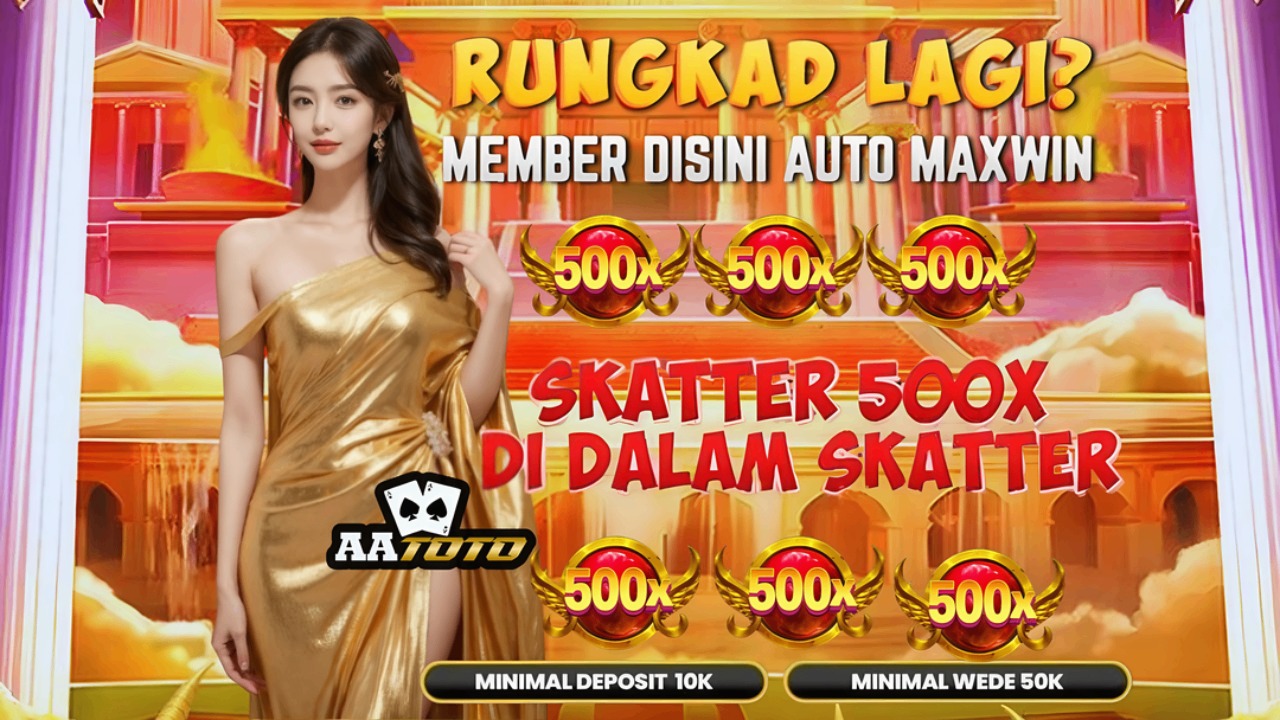 RUNGKAD LAGI?
MEMBER DISINI AUTO MAXWIN
500x 500x 500x
SKATTER 500X
DI DALAM SKATTER
AATOTO
500x 500x 500x
MINIMAL DEPOSIT 10K
MINIMAL WEDE 50K